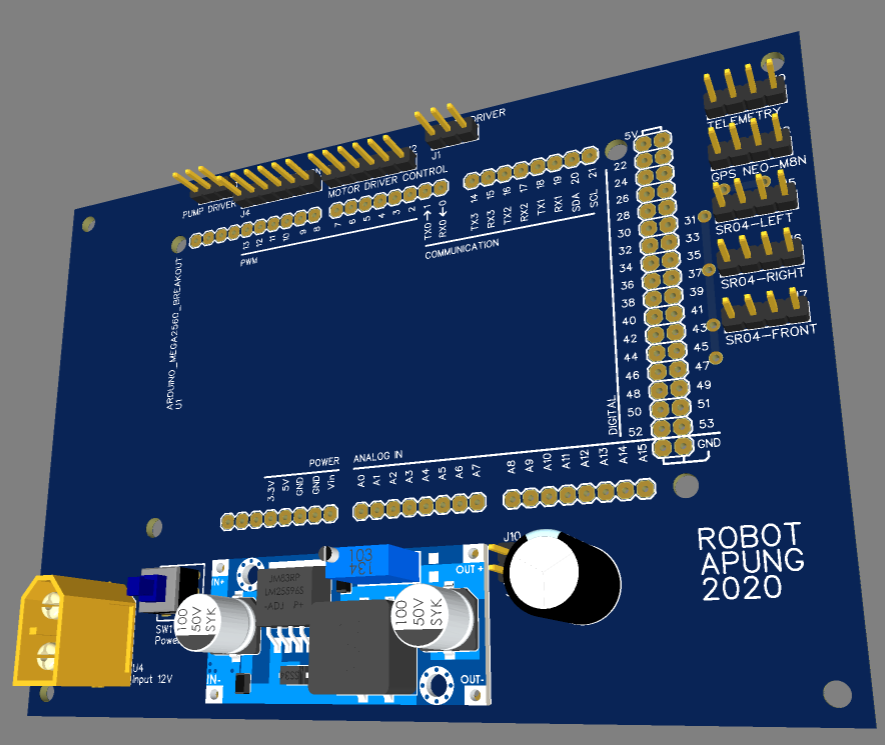 DRIVER
J1
J2
MOTOR DRIVER CONTROL
PUMP DRIVER
J4
TELEMETRY
GPS NEO-M8N
SR04-LEFT
SR04-RIGHT
SR04-FRONT
13 12 11 10 9 8 7 6 5 4 3 2 1 0
TX0→ RX0←
PWM
14 15 16 17 18 19 20 21
TX3 RX3 TX2 RX2 TX1 RX1 SDA SCL
COMMUNICATION
5V
22
24
26
28
30
31
32
33
34
35
36
37
38
39
40
41
42
43
44
45
46
47
48
49
50
51
52
53
GND
DIGITAL
ARDUINO_MEGA2560_BREAKOUT
U1
POWER
3.3V 5V GND GND Vin
ANALOG IN
A0 A1 A2 A3 A4 A5 A6 A7 A8 A9 A10 A11 A12 A13 A14 A15
ROBOT
APUNG
2020
J10
IN+
OUT +
IN-
OUT-
103
134
JM83RP
LM2596S
-ADJ P+
100
50V
SYK
100
50V
SYK
SW1
Power
U4
Input 12V